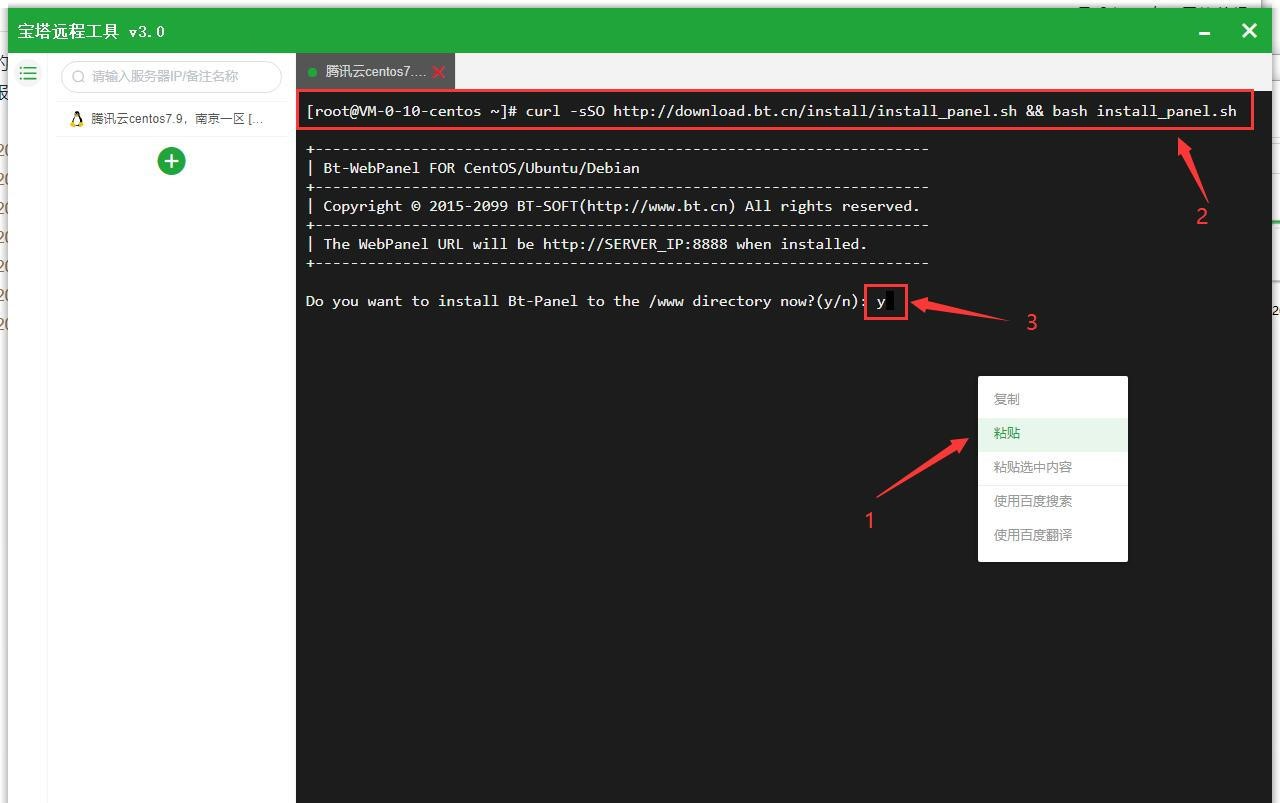 宝塔远程工具 v3.0
请输入服务器IP/备注名称
腾讯云centos7....
腾讯云centos7.9，南京一区 [...
[root@VM-0-10-centos ~]# curl -sSO http://download.bt.cn/install/install_panel.sh && bash install_panel.sh
+----------------------------------------------------------------------
| Bt-WebPanel FOR CentOS/Ubuntu/Debian
+----------------------------------------------------------------------
| Copyright © 2015-2099 BT-SOFT(http://www.bt.cn) All rights reserved.
+----------------------------------------------------------------------
| The WebPanel URL will be http://SERVER_IP:8888 when installed.
+----------------------------------------------------------------------
2
Do you want to install Bt-Panel to the /www directory now?(y/n): y
3
复制
粘贴
粘贴选中内容
使用百度搜索
使用百度翻译
1